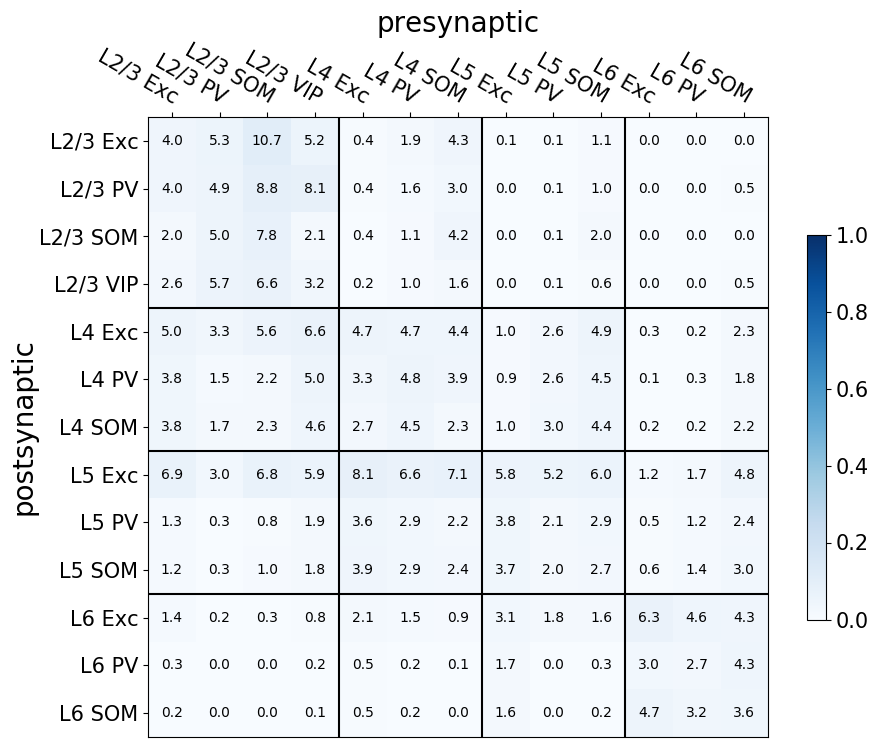 presynaptic
L2/3 Exc L2/3 PV L2/3 SOM L2/3 VIP L4 Exc L4 PV L4 SOM L5 Exc L5 PV L5 SOM L6 Exc L6 PV L6 SOM
postsynaptic
L2/3 Exc 4.0 5.3 10.7 5.2 0.4 1.9 4.3 0.1 0.1 1.1 0.0 0.0 0.0
L2/3 PV 4.0 4.9 8.8 8.1 0.4 1.6 3.0 0.0 0.1 1.0 0.0 0.0 0.5
L2/3 SOM 2.0 5.0 7.8 2.1 0.4 1.1 4.2 0.0 0.1 2.0 0.0 0.0 0.0
L2/3 VIP 2.6 5.7 6.6 3.2 0.2 1.0 1.6 0.0 0.1 0.6 0.0 0.0 0.5
L4 Exc 5.0 3.3 5.6 6.6 4.7 4.7 4.4 1.0 2.6 4.9 0.3 0.2 2.3
L4 PV 3.8 1.5 2.2 5.0 3.3 4.8 3.9 0.9 2.6 4.5 0.1 0.3 1.8
L4 SOM 3.8 1.7 2.3 4.6 2.7 4.5 2.3 1.0 3.0 4.4 0.2 0.2 2.2
L5 Exc 6.9 3.0 6.8 5.9 8.1 6.6 7.1 5.8 5.2 6.0 1.2 1.7 4.8
L5 PV 1.3 0.3 0.8 1.9 3.6 2.9 2.2 3.8 2.1 2.9 0.5 1.2 2.4
L5 SOM 1.2 0.3 1.0 1.8 3.9 2.9 2.4 3.7 2.0 2.7 0.6 1.4 3.0
L6 Exc 1.4 0.2 0.3 0.8 2.1 1.5 0.9 3.1 1.8 1.6 6.3 4.6 4.3
L6 PV 0.3 0.0 0.0 0.2 0.5 0.2 0.1 1.7 0.0 0.3 3.0 2.7 4.3
L6 SOM 0.2 0.0 0.0 0.1 0.5 0.2 0.0 1.6 0.0 0.2 4.7 3.2 3.6
1.0
0.8
0.6
0.4
0.2
0.0